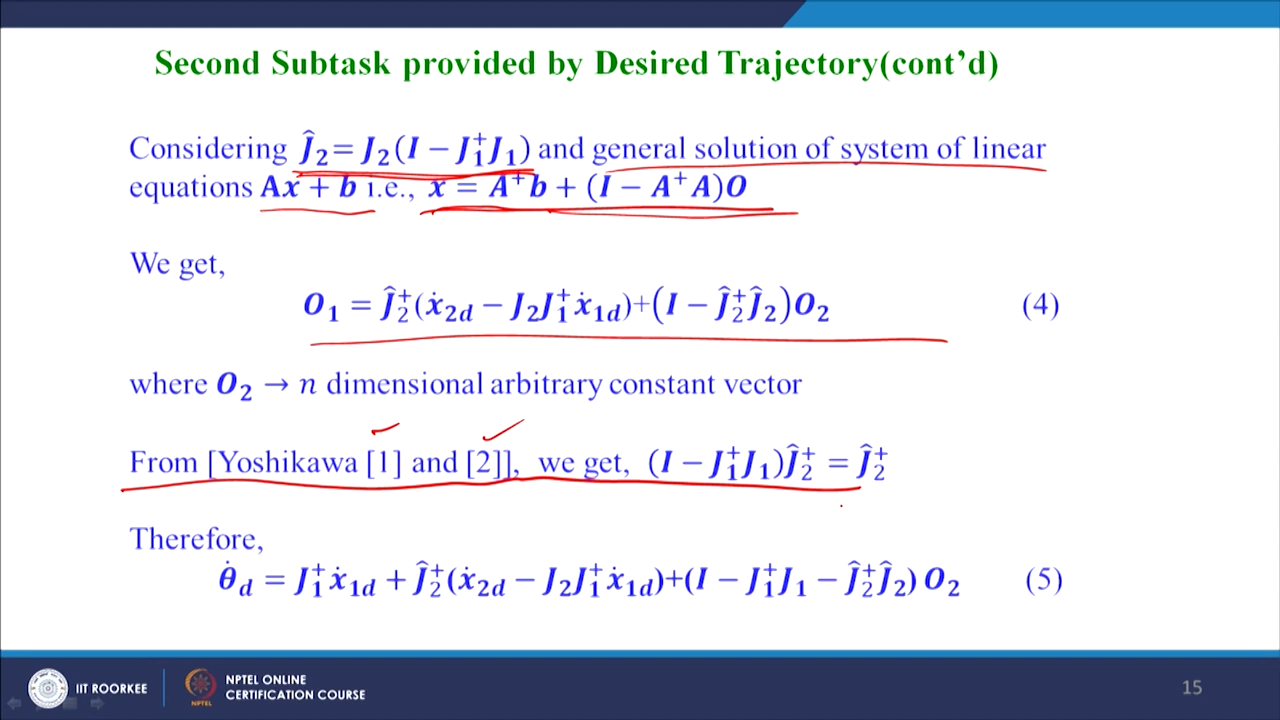 Second Subtask provided by Desired Trajectory(cont’d)
Considering Ĵ₂= J₂(I − J₁⁺J₁) and general solution of system of linear
equations Ax + b i.e., x = A⁺b + (I − A⁺A)O
We get,
O₁ = Ĵ₂⁺(ẋ₂d − J₂J₁⁺ẋ₁d)+(I − Ĵ₂⁺Ĵ₂)O₂ (4)
where O₂ → n dimensional arbitrary constant vector
From [Yoshikawa [1] and [2]], we get, (I − J₁⁺J₁)Ĵ₂⁺ = Ĵ₂⁺
Therefore,
θ̇d = J₁⁺ẋ₁d + Ĵ₂⁺(ẋ₂d − J₂J₁⁺ẋ₁d)+(I − J₁⁺J₁ − Ĵ₂⁺Ĵ₂) O₂ (5)
IIT ROORKEE
NPTEL
NPTEL ONLINE
CERTIFICATION COURSE
15